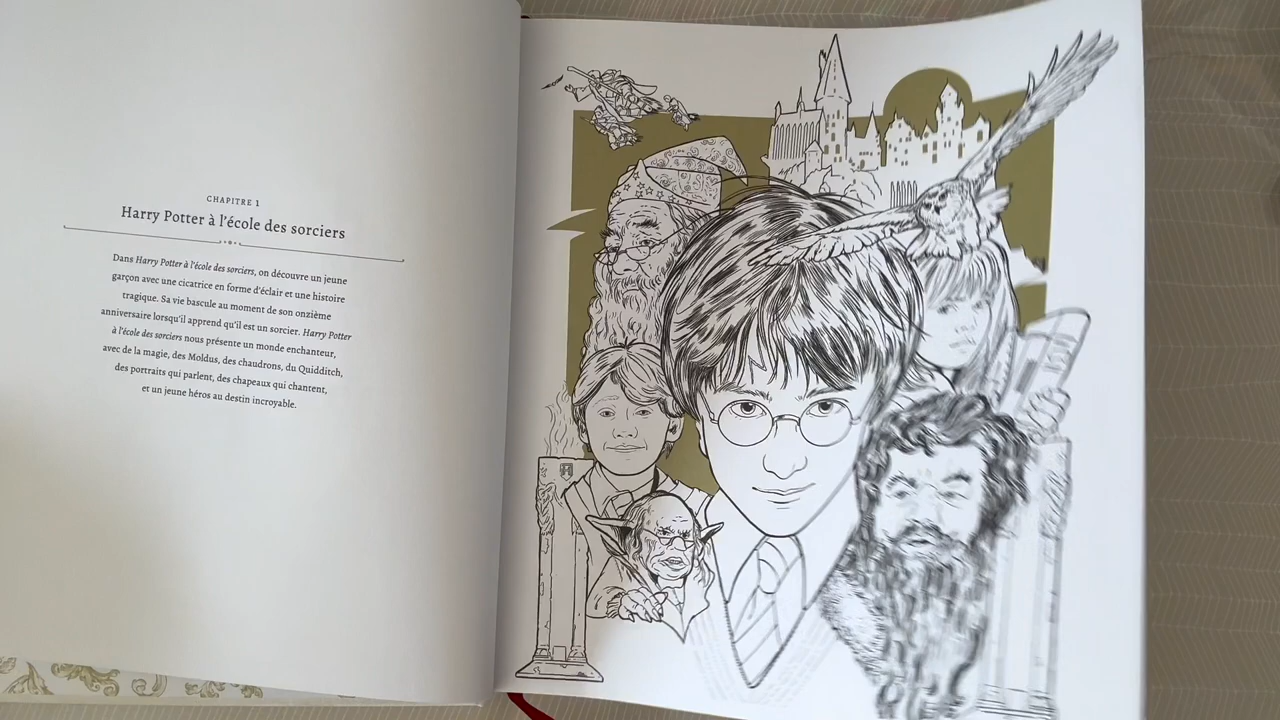 CHAPITRE 1
Harry Potter à l'école des sorciers
Dans Harry Potter à l'école des sorciers, on découvre un jeune
garçon avec une cicatrice en forme d'éclair et une histoire
tragique. Sa vie bascule au moment de son onzième
anniversaire lorsqu'il apprend qu'il est un sorcier. Harry Potter
à l'école des sorciers nous présente un monde enchanteur,
avec de la magie, des Moldus, des chaudrons, du Quidditch,
des portraits qui parlent, des chapeaux qui chantent,
et un jeune héros au destin incroyable.